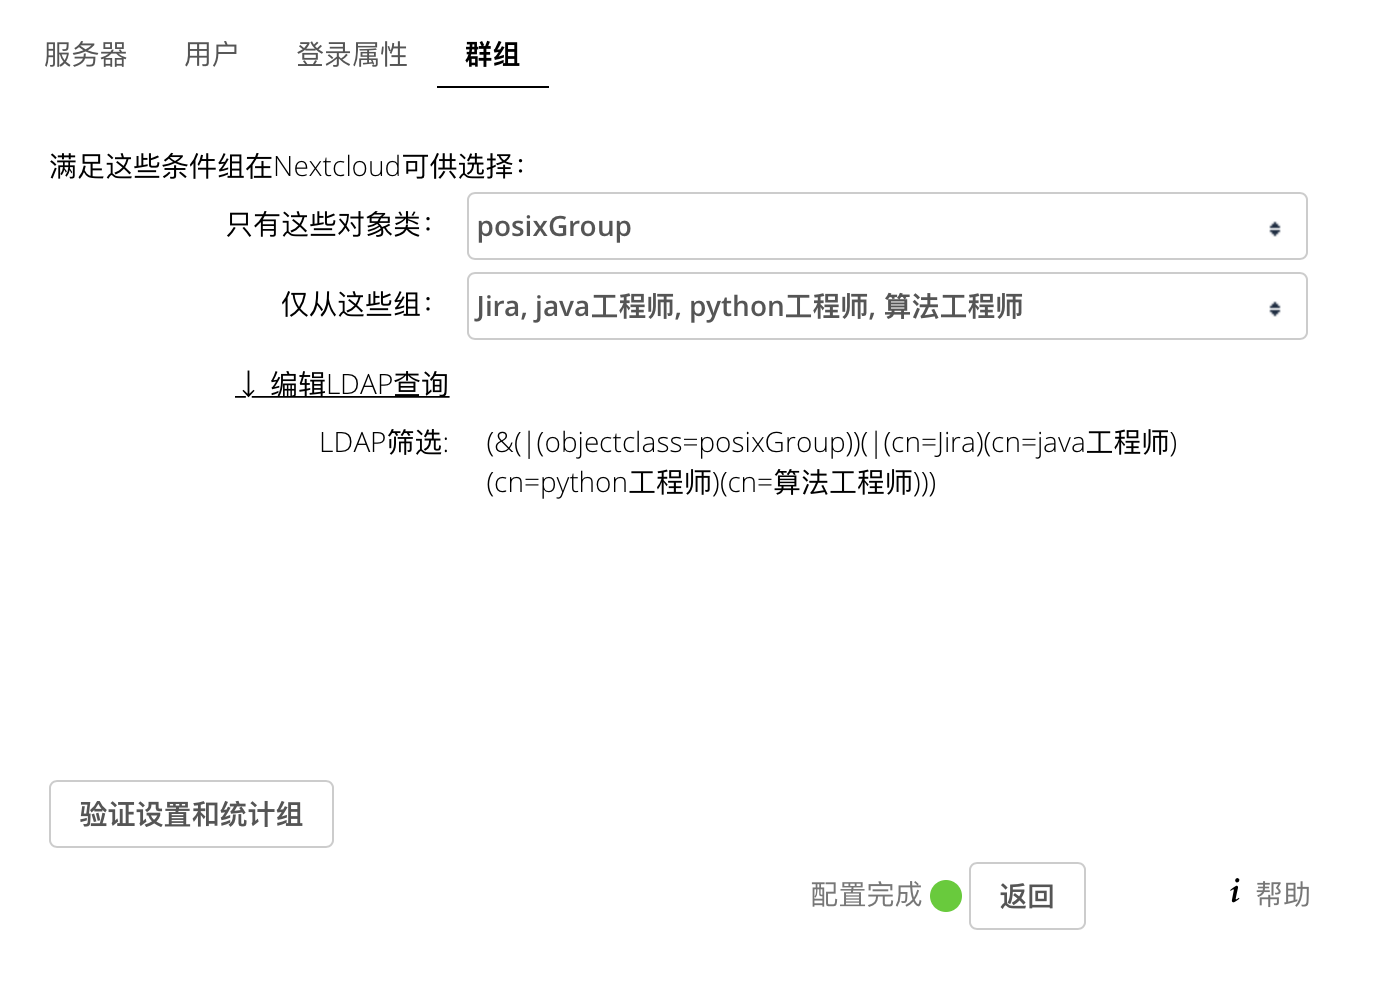 服务器 用户 登录属性 群组
满足这些条件组在Nextcloud可供选择：
只有这些对象类： posixGroup
仅从这些组： Jira, java工程师, python工程师, 算法工程师
↓ 编辑LDAP查询
LDAP筛选: (&(|(objectclass=posixGroup))(|(cn=Jira)(cn=java工程师)
(cn=python工程师)(cn=算法工程师)))
验证设置和统计组
配置完成 返回 i 帮助